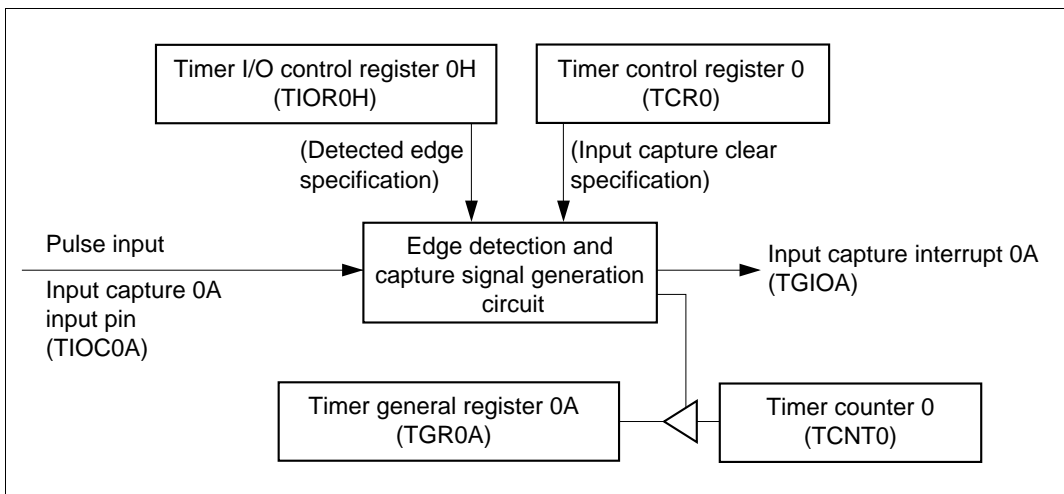 Timer I/O control register 0H
(TIOR0H)
Timer control register 0
(TCR0)
(Detected edge
specification)
(Input capture clear
specification)
Pulse input
Input capture 0A
input pin
(TIOC0A)
Edge detection and
capture signal generation
circuit
Input capture interrupt 0A
(TGIOA)
Timer general register 0A
(TGR0A)
Timer counter 0
(TCNT0)